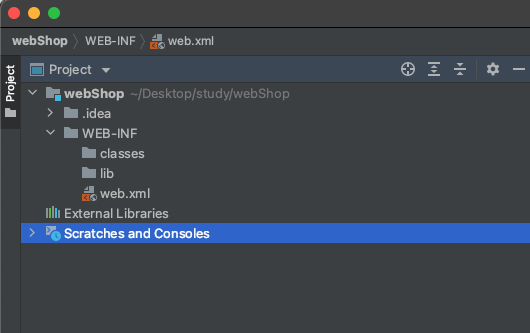 webShop WEB-INF web.xml
Project
Project
webShop ~/Desktop/study/webShop
.idea
WEB-INF
classes
lib
web.xml
External Libraries
Scratches and Consoles